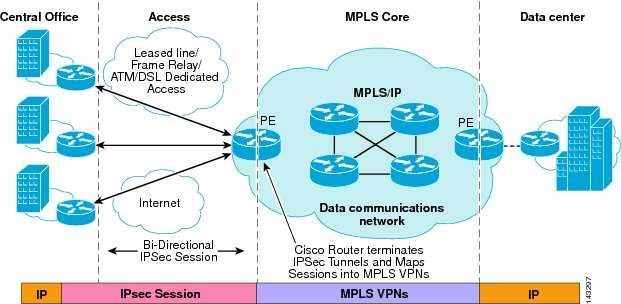 Central Office
Access
MPLS Core
Data center
Leased line/
Frame Relay/
ATM/DSL Dedicated
Access
MPLS/IP
PE
PE
Internet
Data communications
network
Bi-Directional
IPSec Session
Cisco Router terminates
IPSec Tunnels and Maps
Sessions into MPLS VPNs
IP
IPsec Session
MPLS VPNs
IP
143297